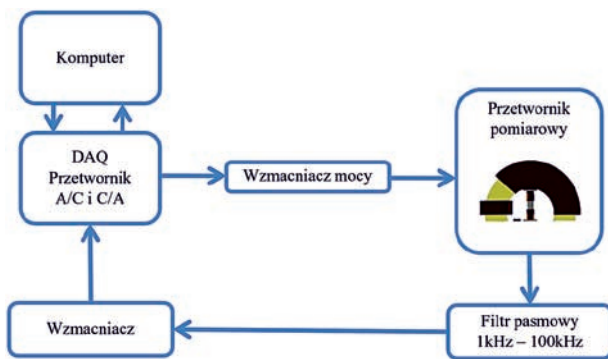 Komputer
DAQ
Przetwornik
A/C i C/A
Wzmacniacz mocy
Przetwornik
pomiarowy
Wzmacniacz
Filtr pasmowy
1kHz – 100kHz